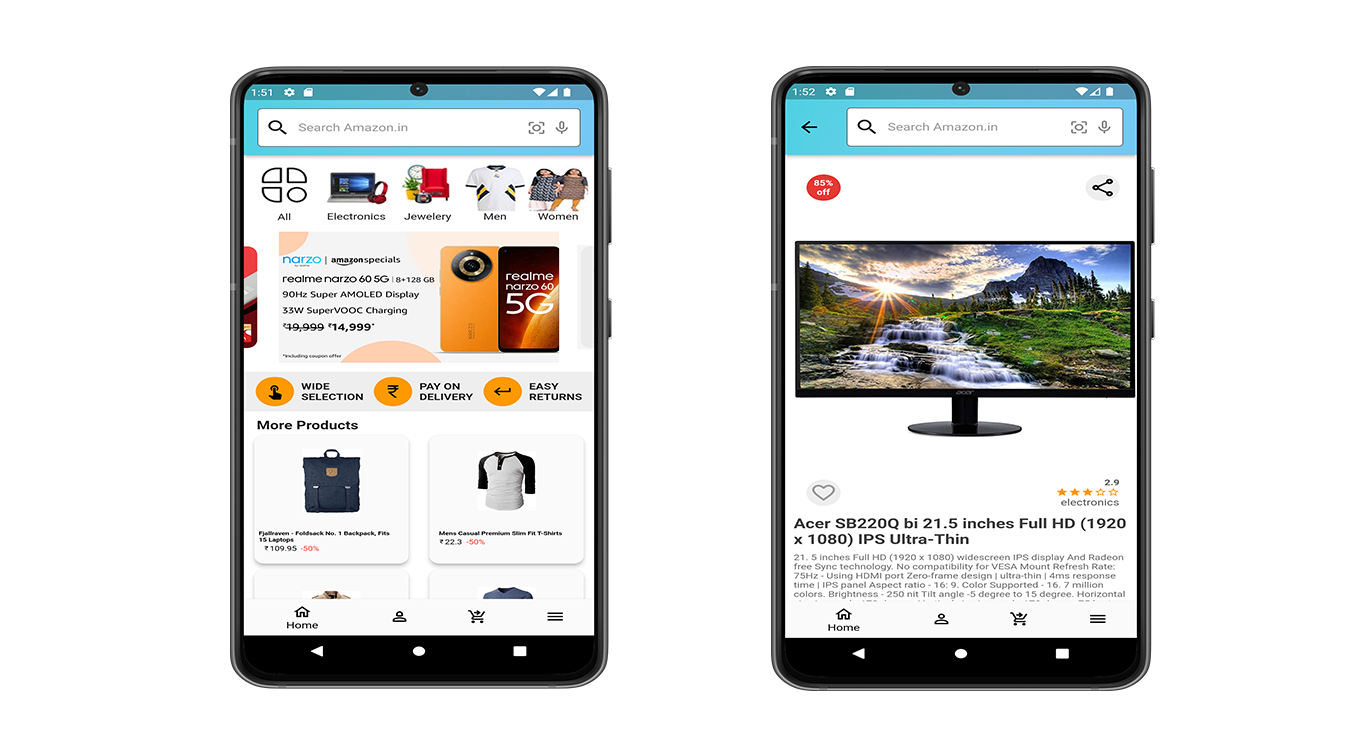 1:51
Search Amazon.in
All
Electronics
Jewelery
Men
Women
narzo | amazonspecials
by realme
realme narzo 60 5G | 8+128 GB
90Hz Super AMOLED Display
33W SuperVOOC Charging
₹19,999 ₹14,999*
*Including coupon offer
realme
narzo 60
5G
WIDE
SELECTION
PAY ON
DELIVERY
EASY
RETURNS
More Products
Fjallraven - Foldsack No. 1 Backpack, Fits
15 Laptops
₹ 109.95 -50%
Mens Casual Premium Slim Fit T-Shirts
₹ 22.3 -50%
Home
1:52
Search Amazon.in
85%
off
acer
2.9
electronics
Acer SB220Q bi 21.5 inches Full HD (1920
x 1080) IPS Ultra-Thin
21. 5 inches Full HD (1920 x 1080) widescreen IPS display And Radeon
free Sync technology. No compatibility for VESA Mount Refresh Rate:
75Hz - Using HDMI port Zero-frame design | ultra-thin | 4ms response
time | IPS panel Aspect ratio - 16: 9. Color Supported - 16. 7 million
colors. Brightness - 250 nit Tilt angle -5 degree to 15 degree. Horizontal
Home